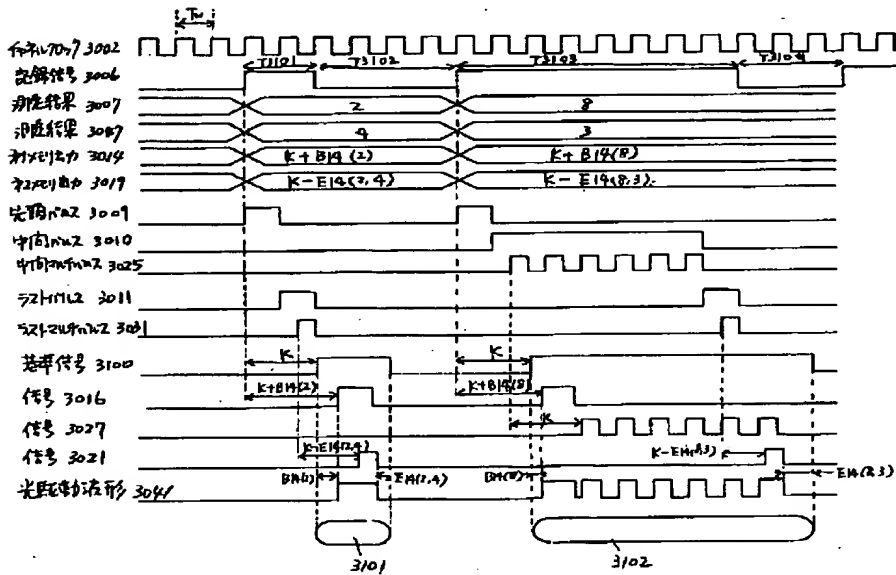 Tw
チャネルクロック 3002
T3101 T3102 T3103 T3104
記録信号 3006
測定結果 3007 2 8
測定結果 3087 4 3
オ1メモリ出力 3014 K+B14(2) K+B14(8)
オ2メモリ出力 3019 K-E14(2,4) K-E14(8,3)
先頭パルス 3009
中間パルス 3010
中間マルチパルス 3025
ラストパルス 3011
ラストマルチパルス 3031
基準信号 3100 K K
信号 3016 K+B14(2) K+B14(8)
信号 3027 K
信号 3021 K-E14(2,4) K-E14(8,3)
光駆動波形 3041 B14(2) E14(2,4) B14(8) E14(8,3)
3101 3102